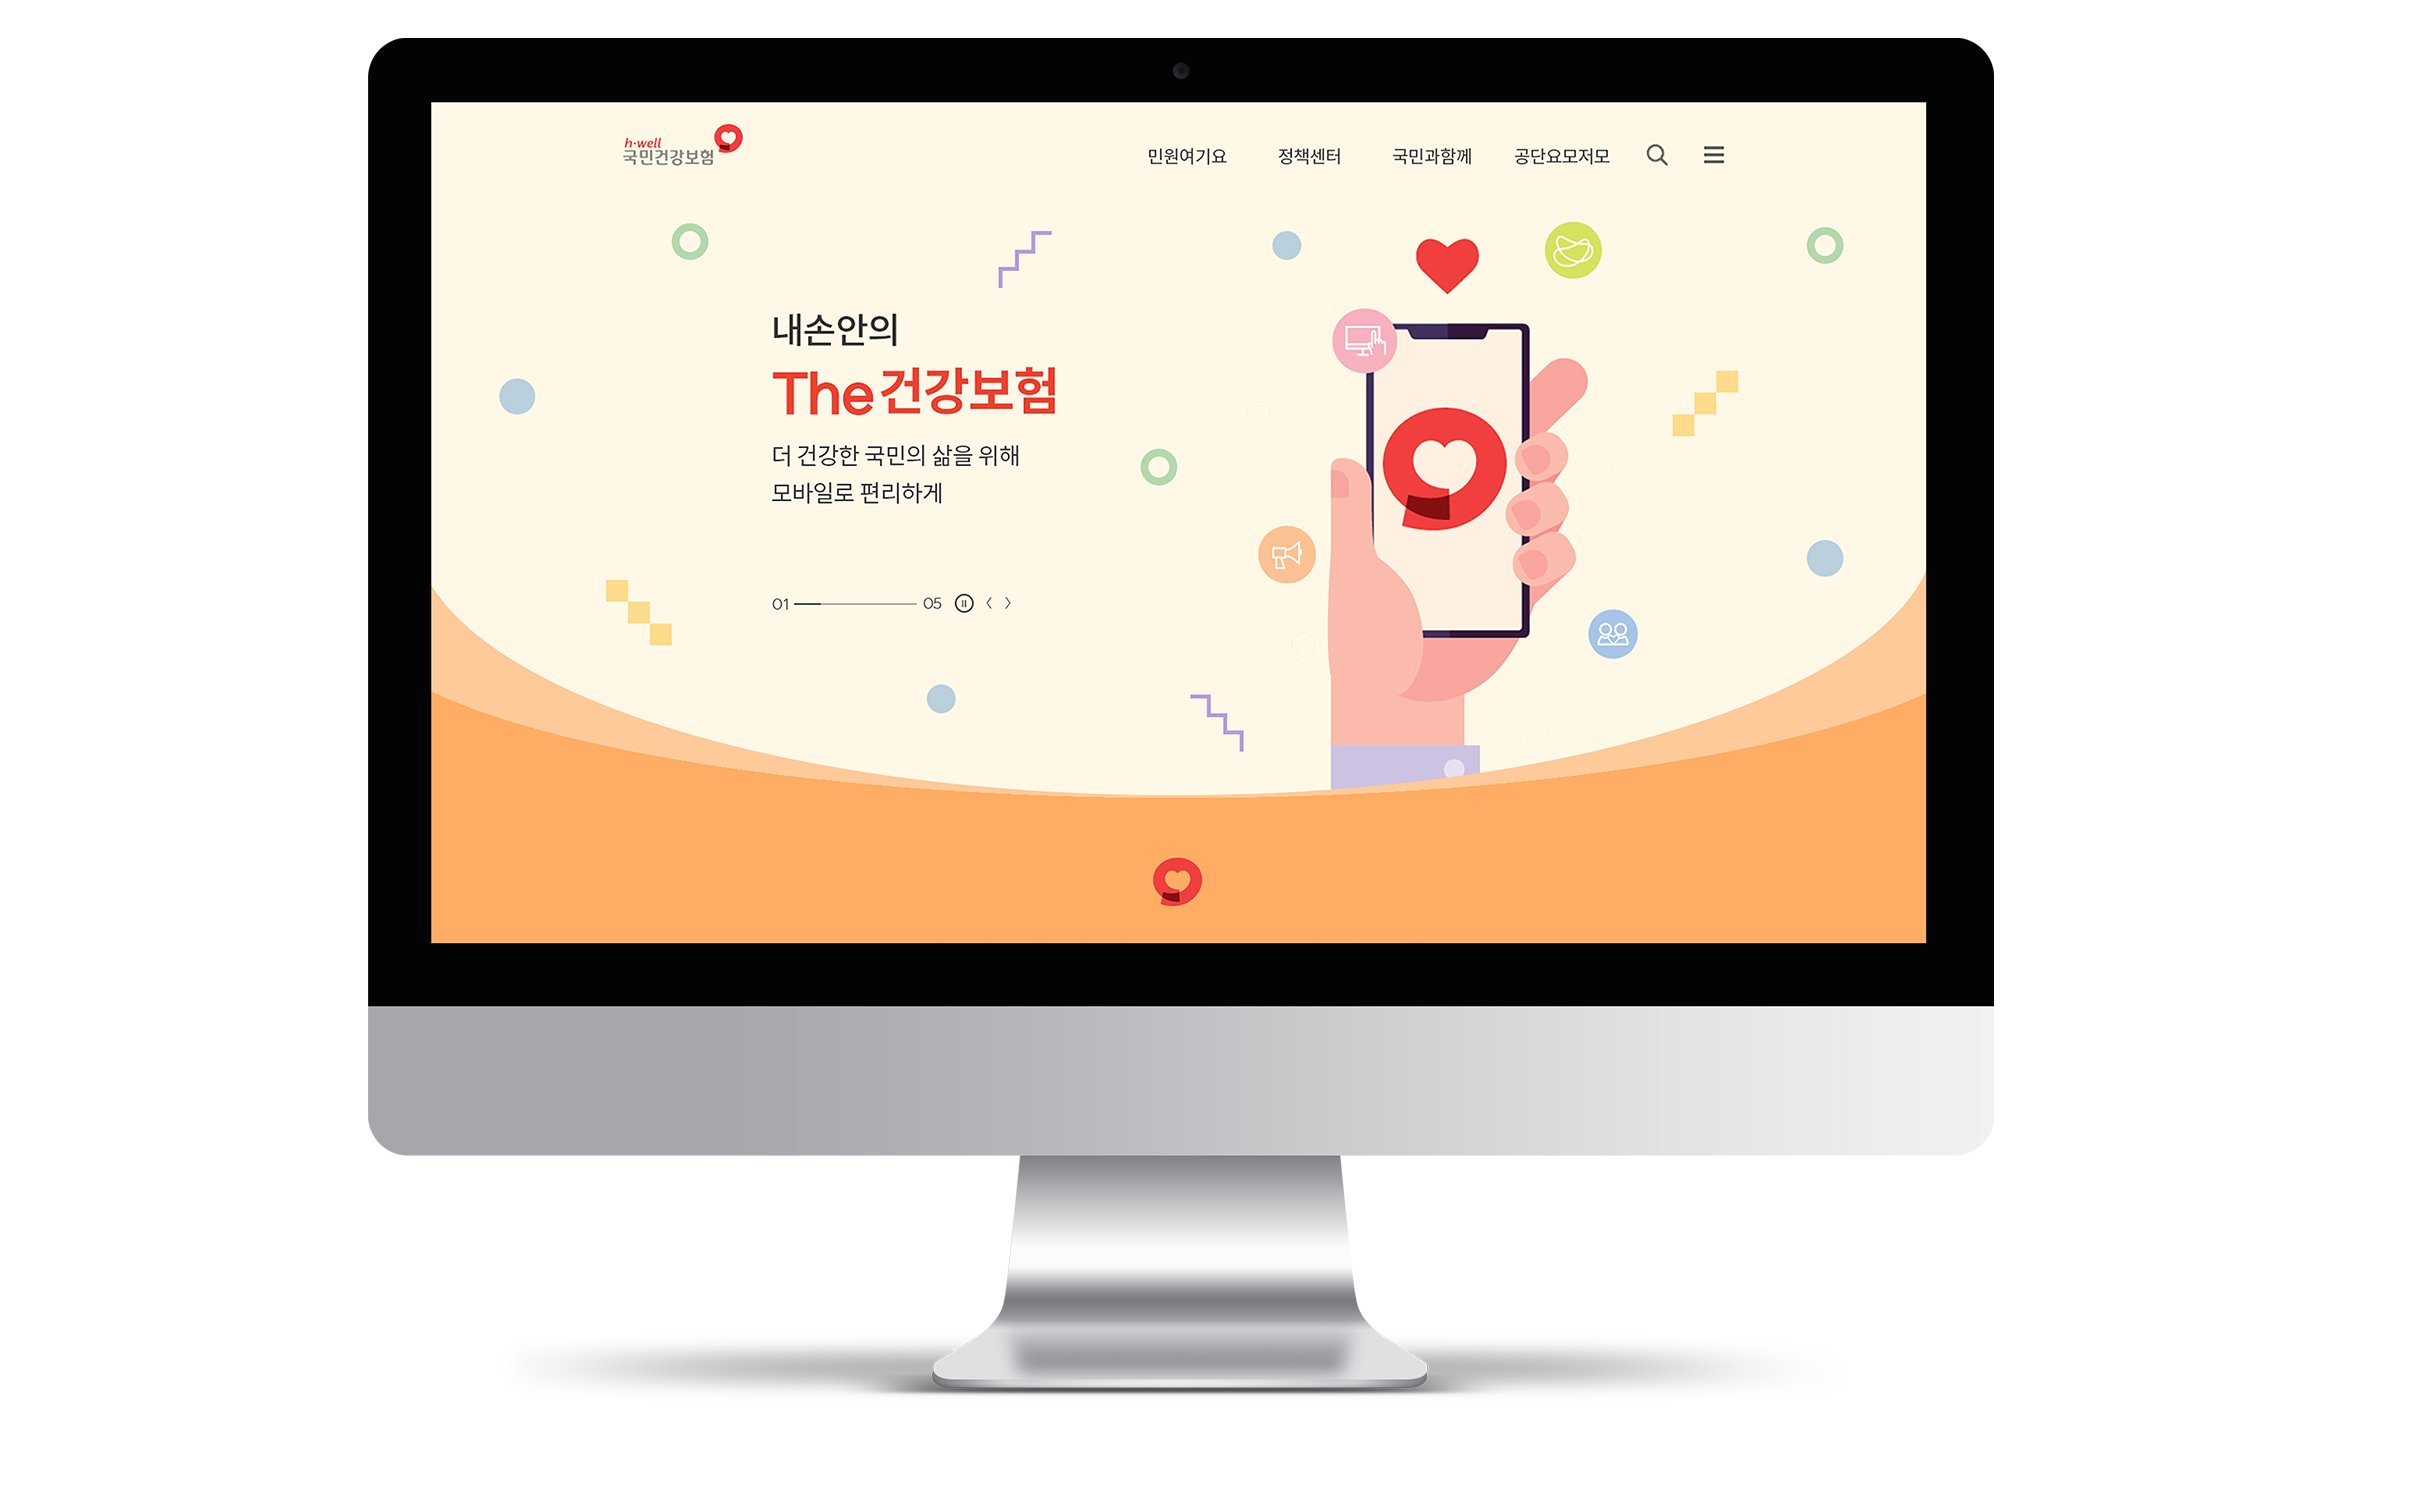 h·well
국민건강보험
민원여기요 정책센터 국민과함께 공단요모저모
내손안의
The건강보험
더 건강한 국민의 삶을 위해
모바일로 편리하게
01 05